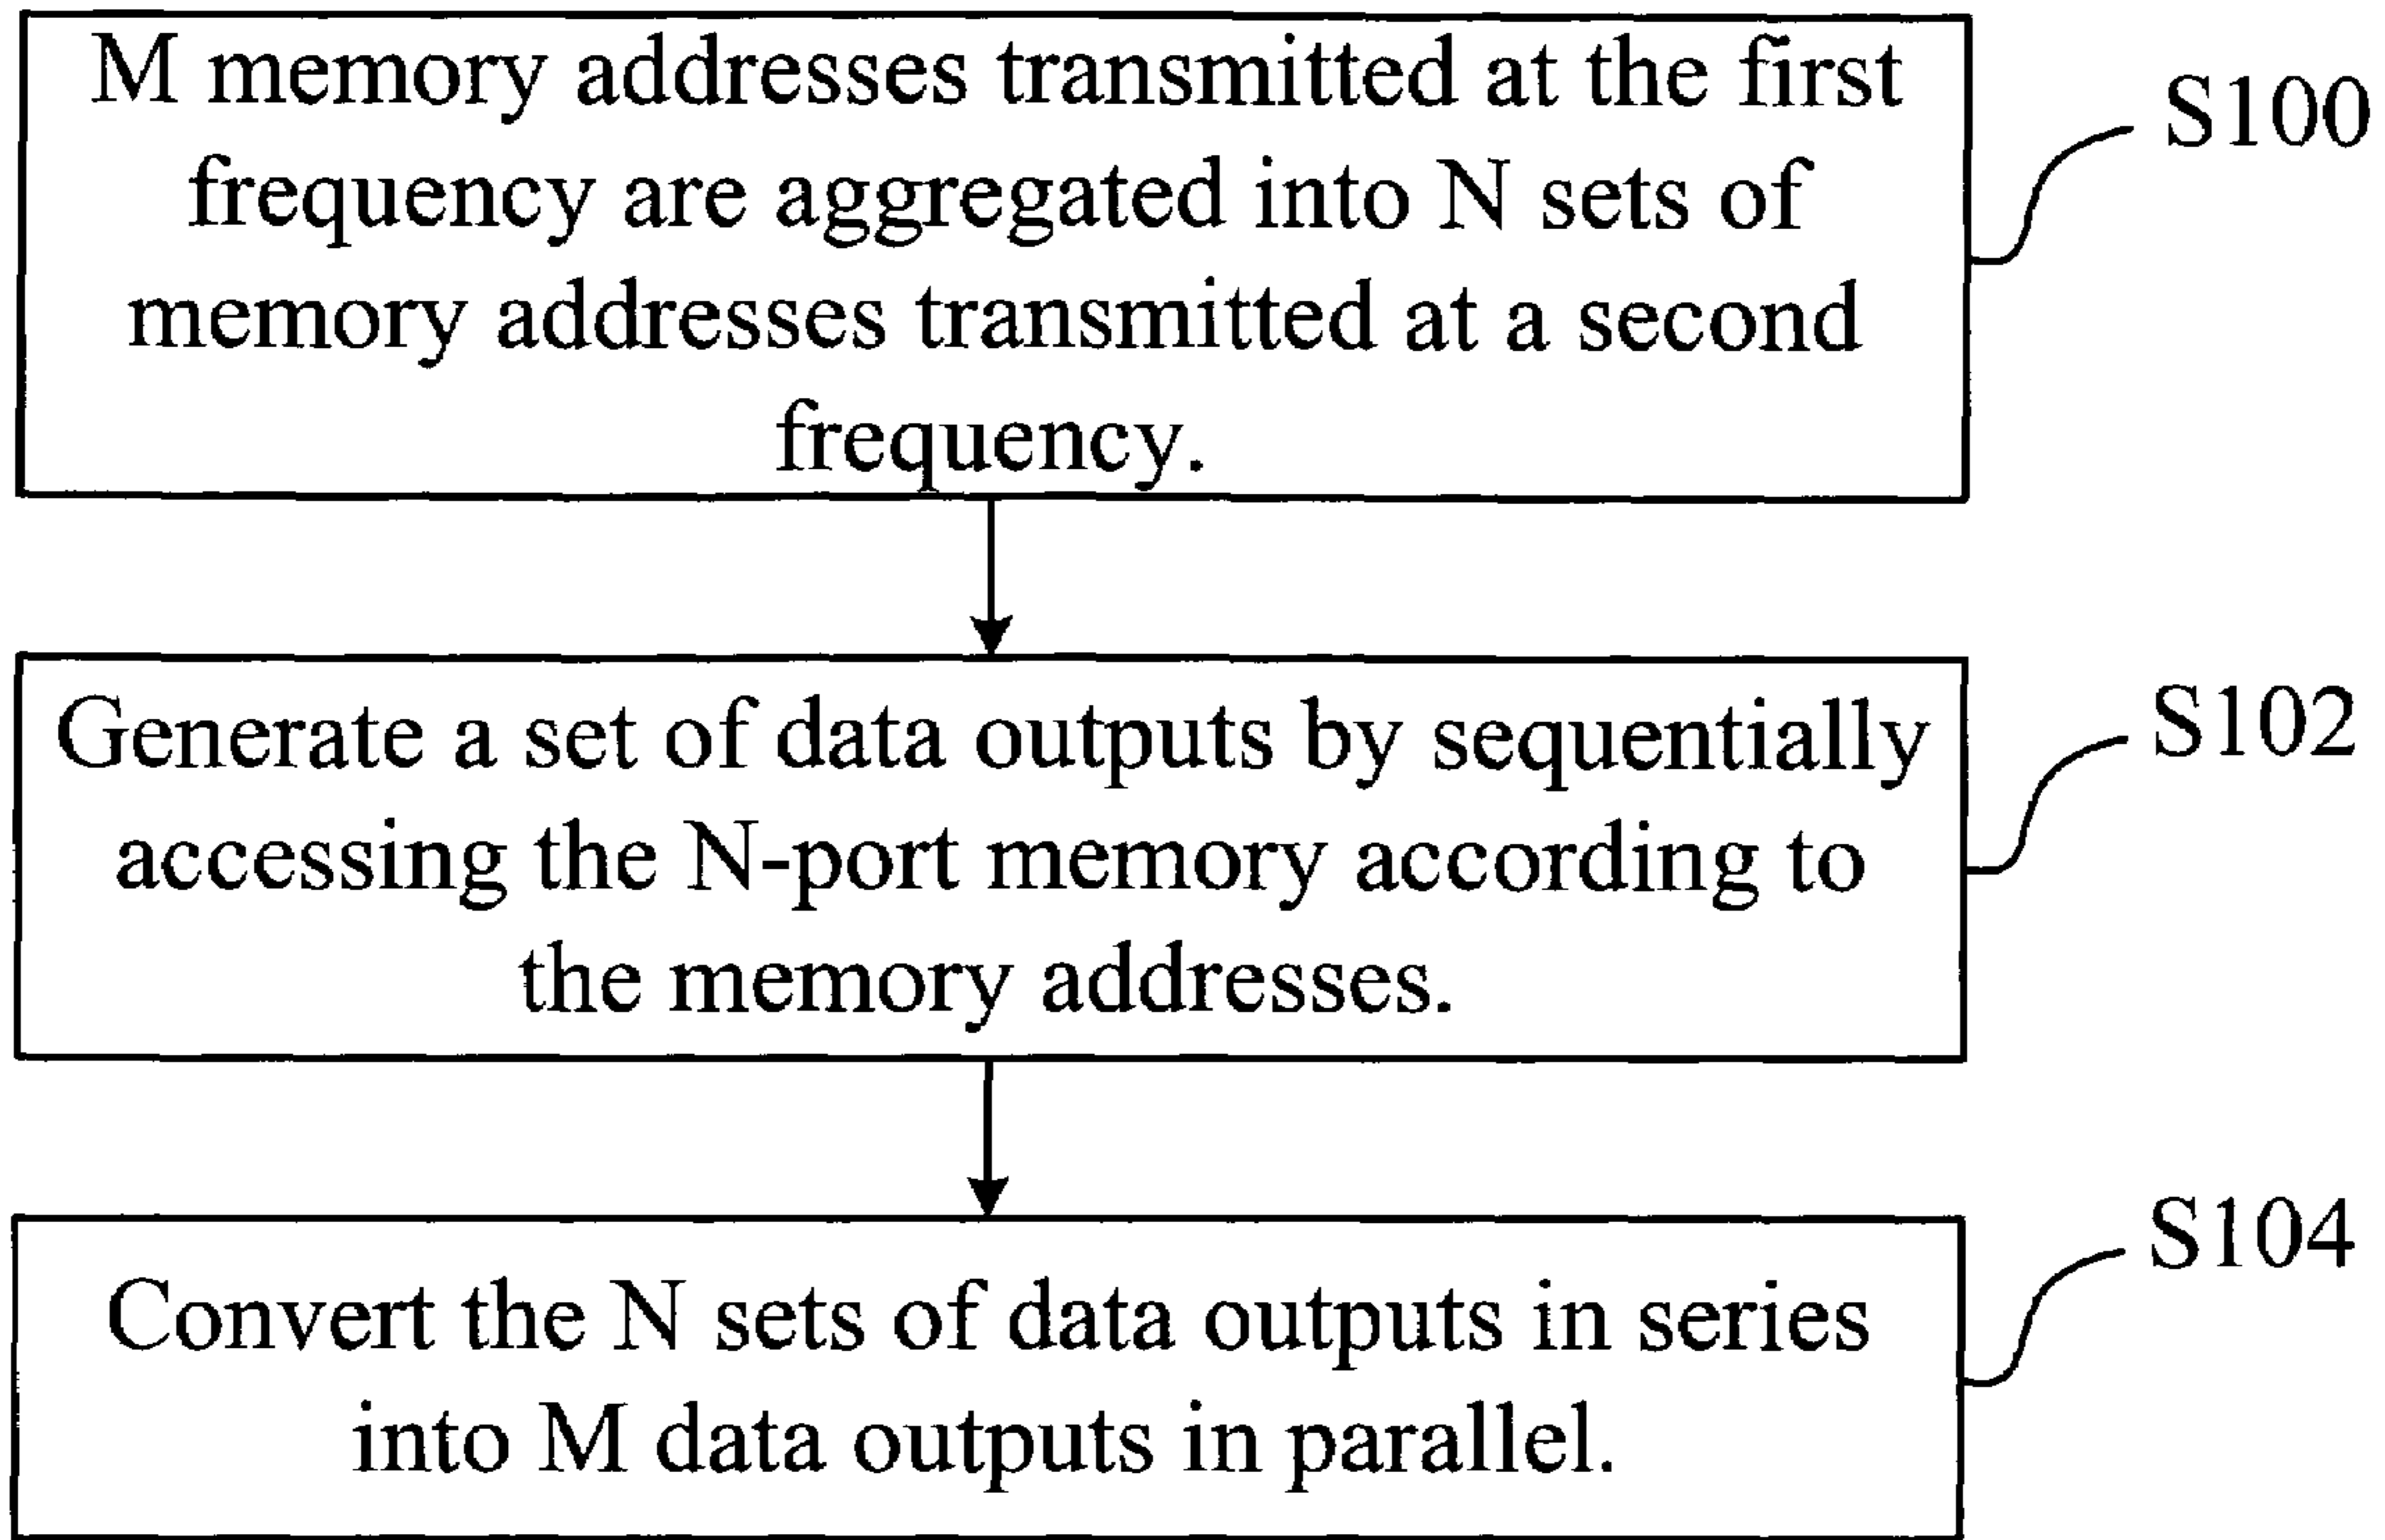 M memory addresses transmitted at the first
frequency are aggregated into N sets of
memory addresses transmitted at a second
frequency.
S100
Generate a set of data outputs by sequentially
accessing the N-port memory according to
the memory addresses.
S102
Convert the N sets of data outputs in series
into M data outputs in parallel.
S104